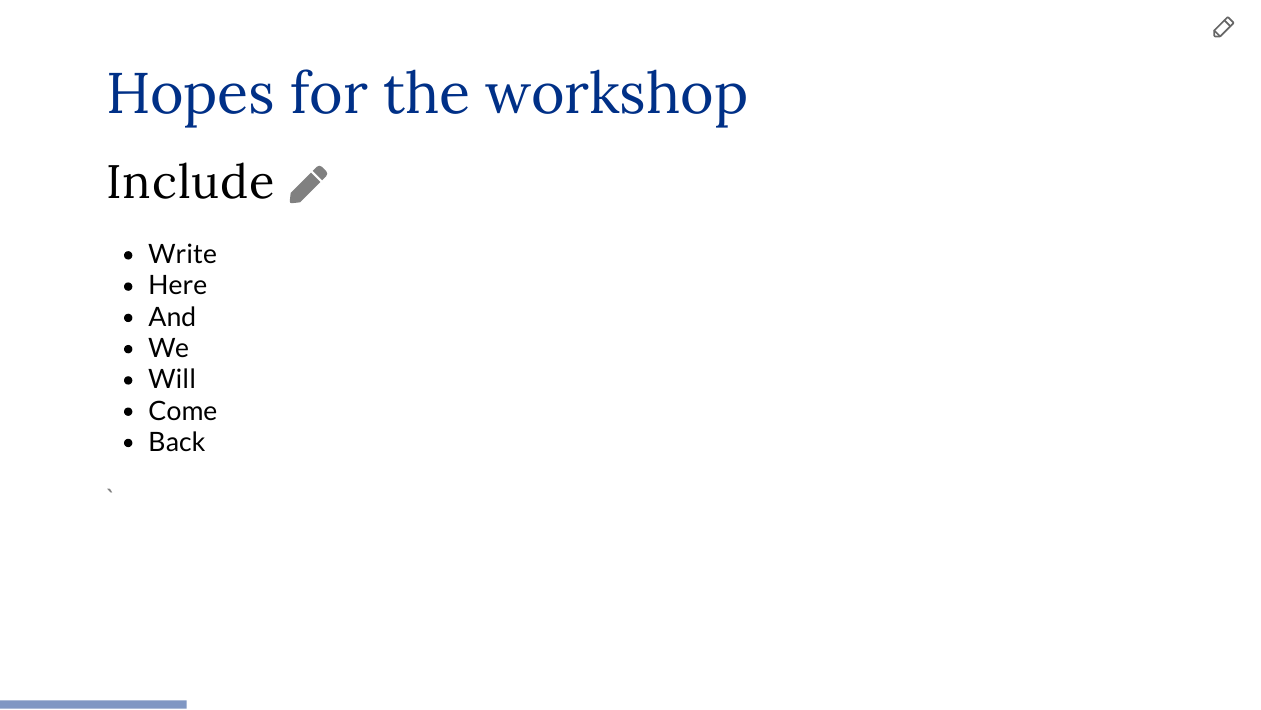 Hopes for the workshop
Include
• Write
• Here
• And
• We
• Will
• Come
• Back
`